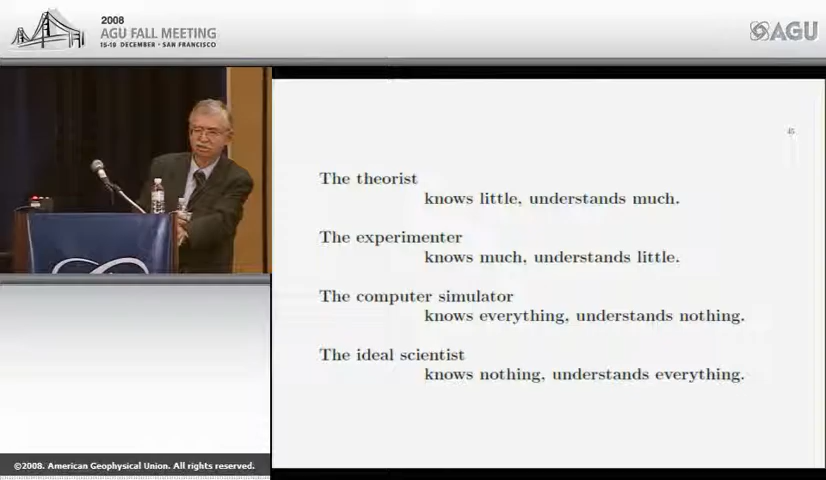 2008
AGU FALL MEETING
15-19 DECEMBER • SAN FRANCISCO
AGU
45
The theorist
knows little, understands much.
The experimenter
knows much, understands little.
The computer simulator
knows everything, understands nothing.
The ideal scientist
knows nothing, understands everything.
©2008. American Geophysical Union. All rights reserved.